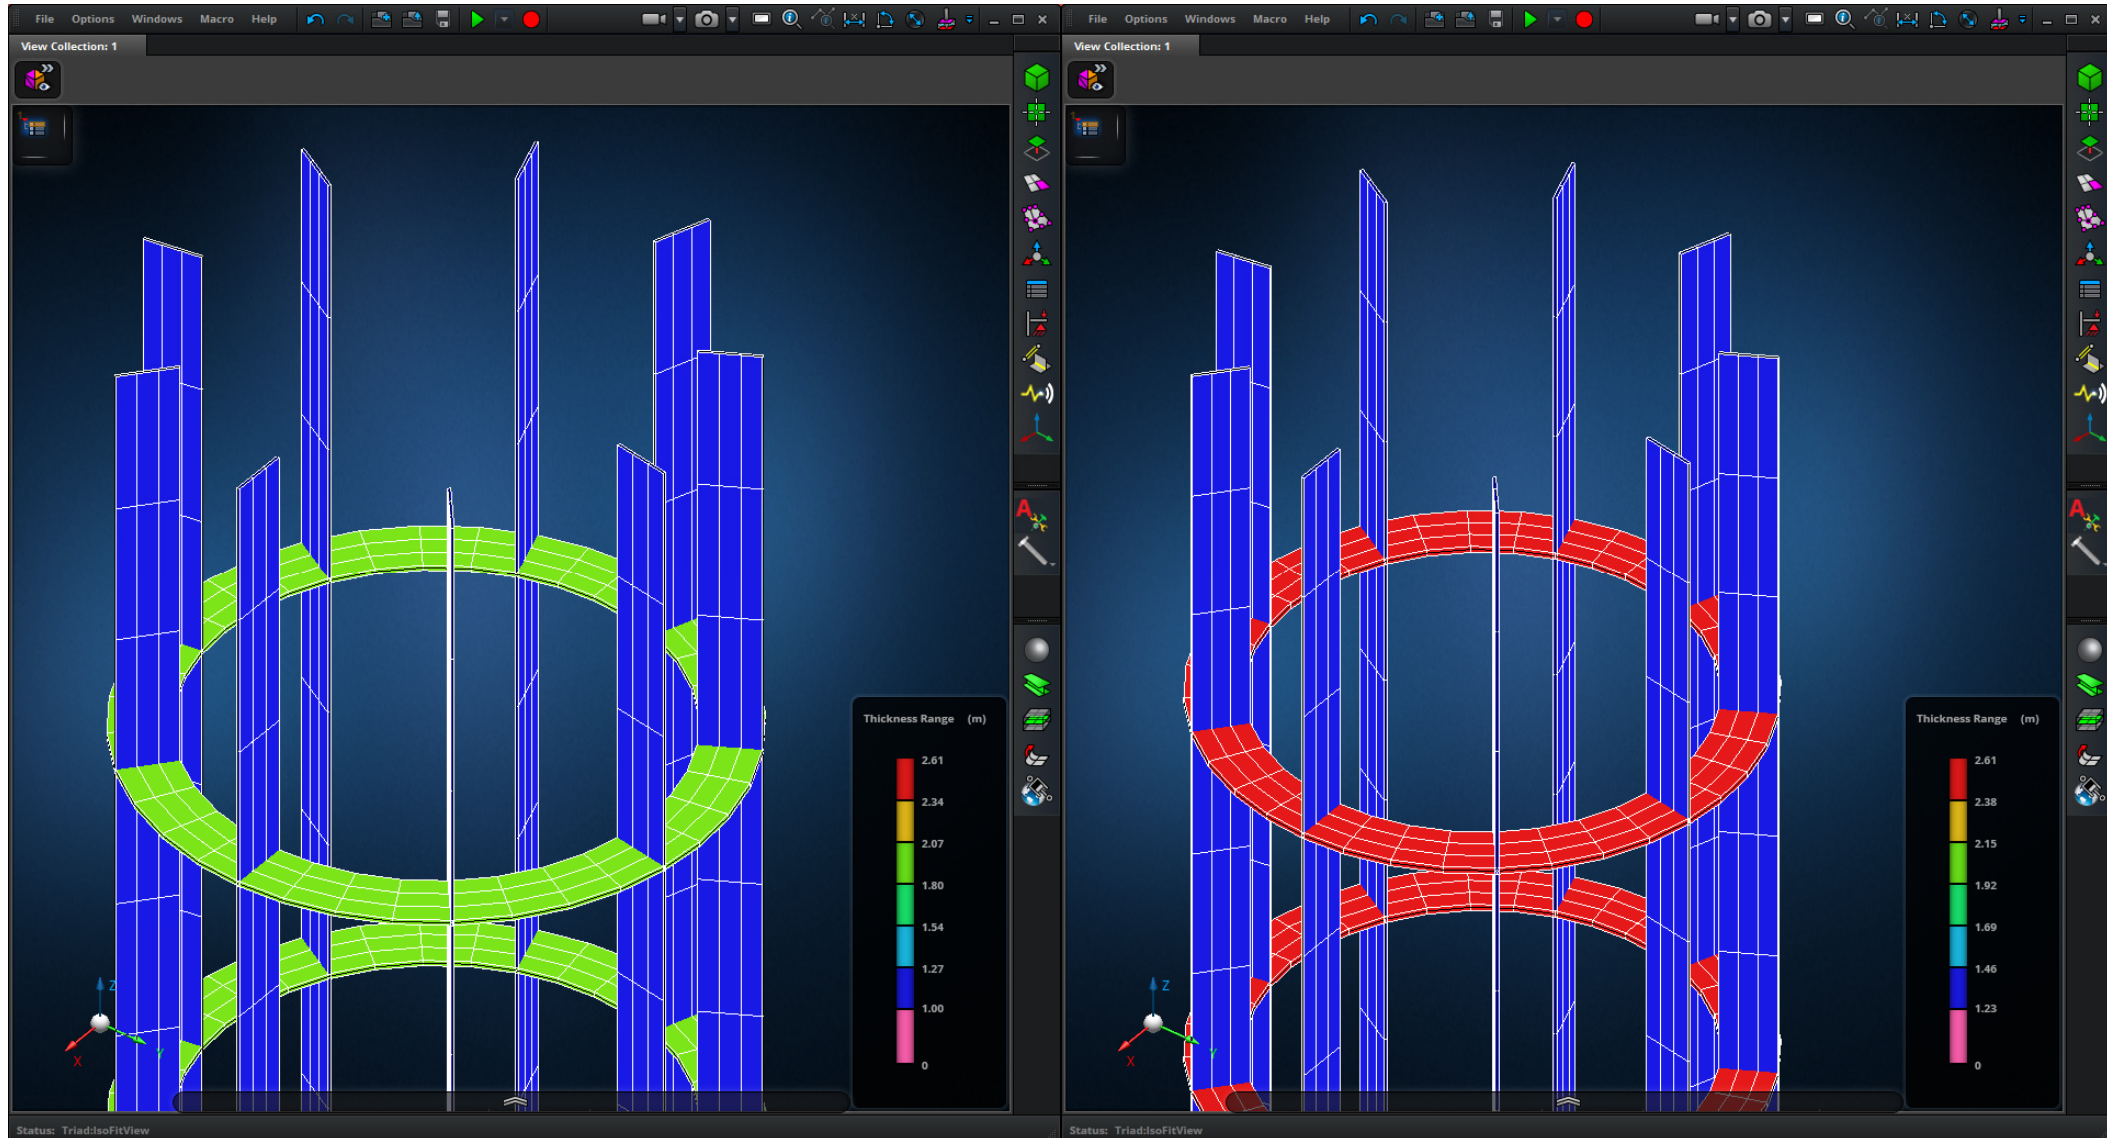 File Options Windows Macro Help
View Collection: 1
1
Thickness Range (m)
2.61
2.34
2.07
1.80
1.54
1.27
1.00
0
Z
X
Y
A
Status: Triad:IsoFitView
File Options Windows Macro Help
View Collection: 1
1
Thickness Range (m)
2.61
2.38
2.15
1.92
1.69
1.46
1.23
0
Z
X
Y
A
Status: Triad:IsoFitView